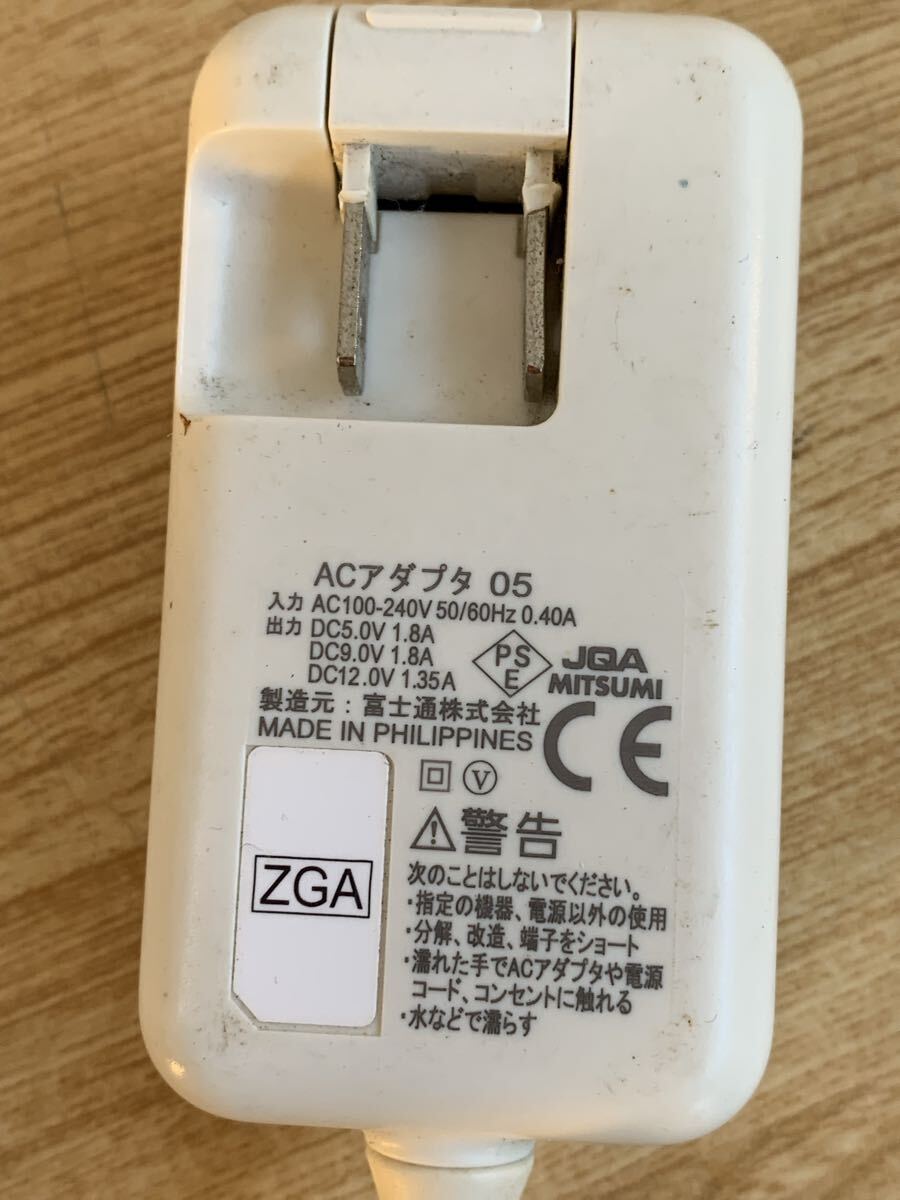 ACアダプタ 05
入力 AC100-240V 50/60Hz 0.40A
出力 DC5.0V 1.8A
DC9.0V 1.8A
DC12.0V 1.35A
PS
E
JQA
MITSUMI
製造元：富士通株式会社
MADE IN PHILIPPINES
CE
V
ZGA
警告
次のことはしないでください。
・指定の機器、電源以外の使用
・分解、改造、端子をショート
・濡れた手でACアダプタや電源
コード、コンセントに触れる
・水などで濡らす